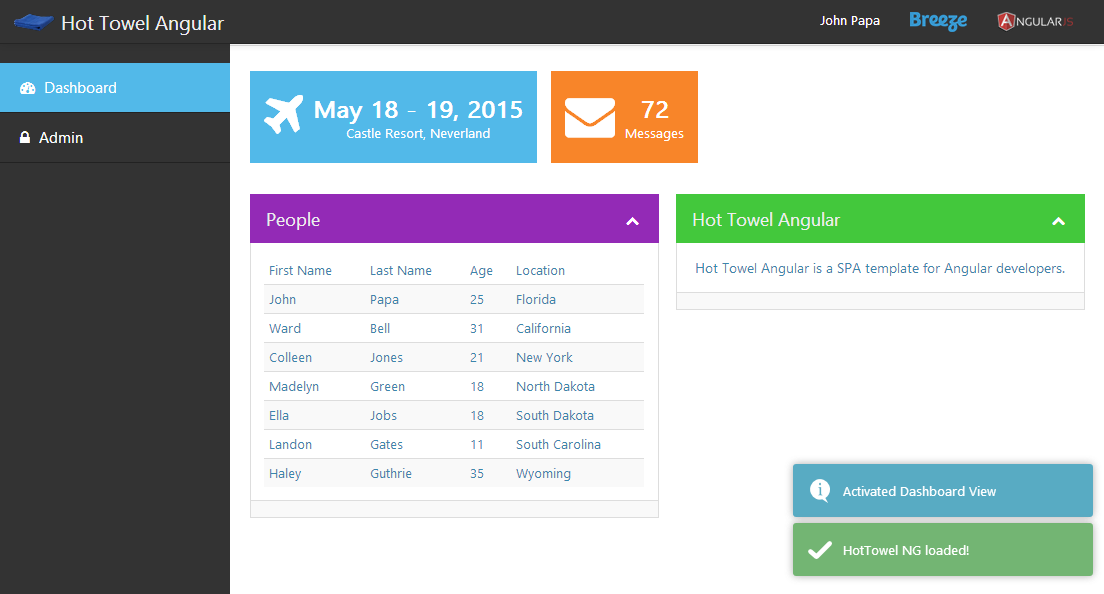 Hot Towel Angular
John Papa
Breeze
ANGULARJS
Dashboard
Admin
May 18 - 19, 2015
Castle Resort, Neverland
72
Messages
People
First Name Last Name Age Location
John Papa 25 Florida
Ward Bell 31 California
Colleen Jones 21 New York
Madelyn Green 18 North Dakota
Ella Jobs 18 South Dakota
Landon Gates 11 South Carolina
Haley Guthrie 35 Wyoming
Hot Towel Angular
Hot Towel Angular is a SPA template for Angular developers.
Activated Dashboard View
HotTowel NG loaded!